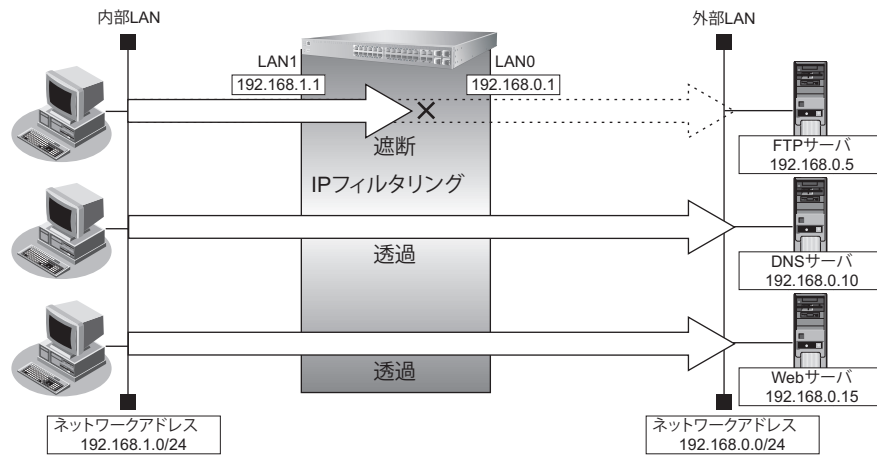 内部LAN
外部LAN
LAN1
192.168.1.1
LAN0
192.168.0.1
遮断
FTPサーバ
192.168.0.5
IPフィルタリング
透過
DNSサーバ
192.168.0.10
透過
Webサーバ
192.168.0.15
ネットワークアドレス
192.168.1.0/24
ネットワークアドレス
192.168.0.0/24